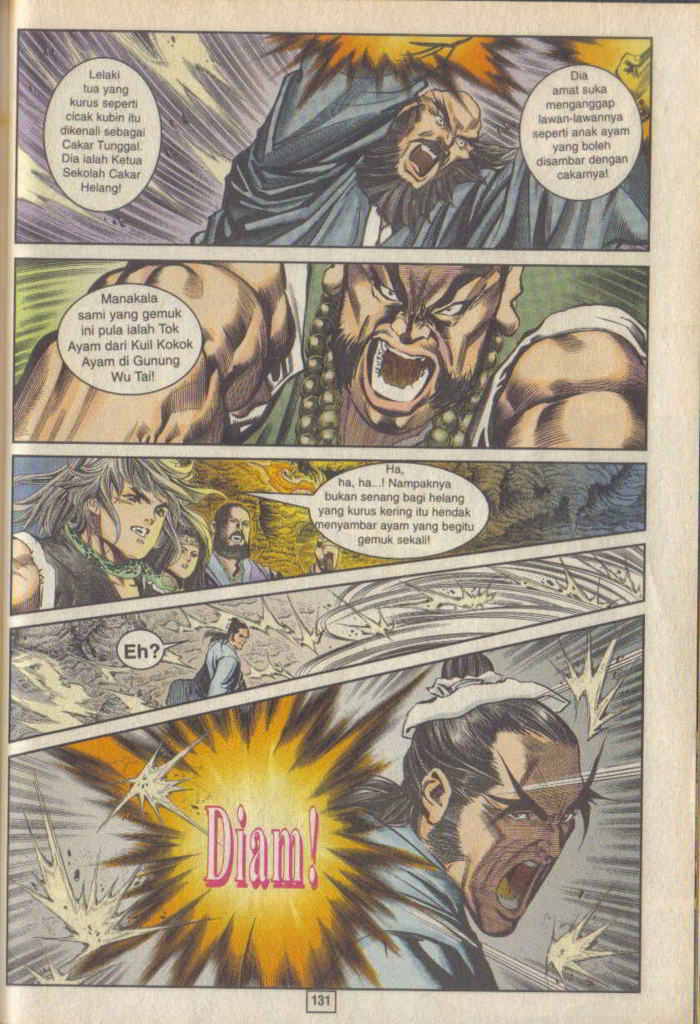 Lelaki
tua yang
kurus seperti
cicak kubin itu
dikenali sebagai
Cakar Tunggal.
Dia ialah Ketua
Sekolah Cakar
Helang!
Dia
amat suka
menganggap
lawan-lawannya
seperti anak ayam
yang boleh
disambar dengan
cakarnya!
Manakala
sami yang gemuk
ini pula ialah Tok
Ayam dari Kuil Kokok
Ayam di Gunung
Wu Tai!
Ha,
ha, ha...! Nampaknya
bukan senang bagi helang
yang kurus kering itu hendak
menyambar ayam yang begitu
gemuk sekali!
Eh?
Diam!
131